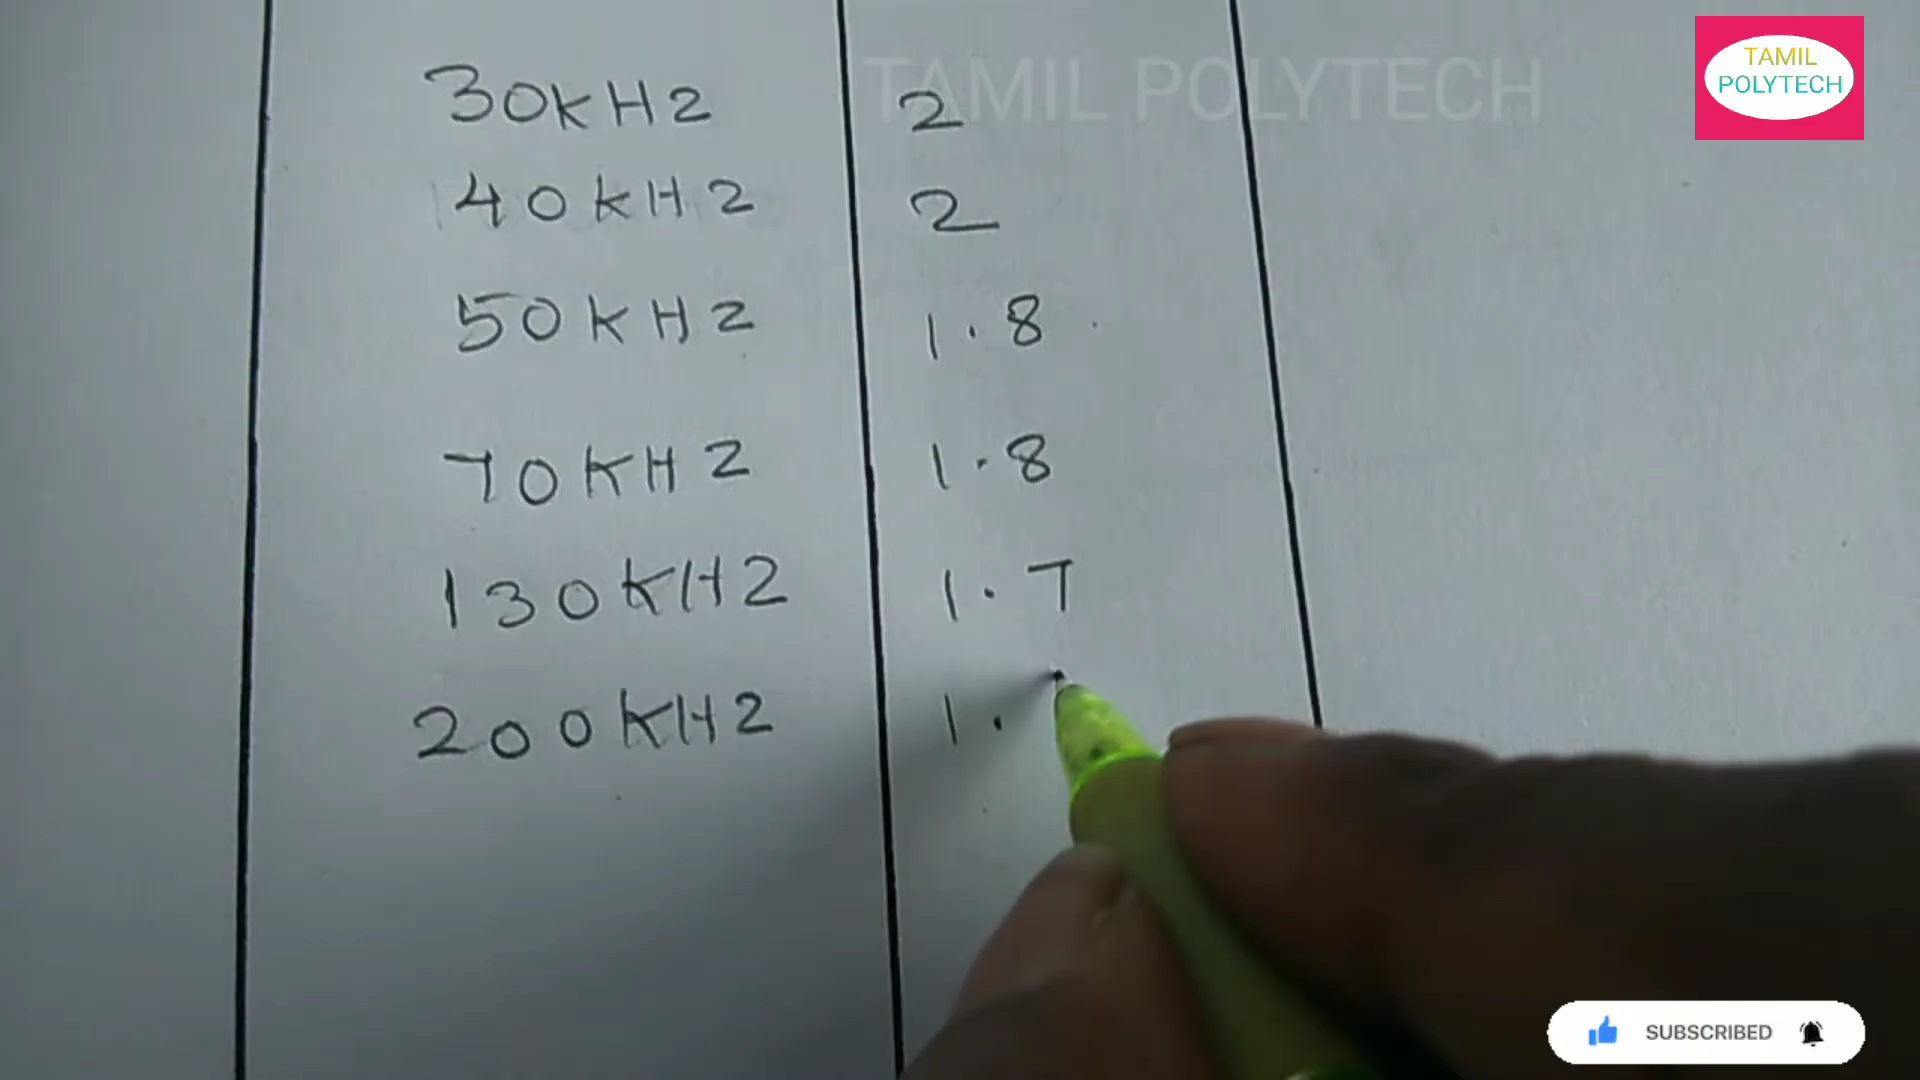 TAMIL POLYTECH
TAMIL
POLYTECH
30KHz 2
40KHz 2
50KHz 1.8
70KHz 1.8
130KHz 1.7
200KHz 1.
SUBSCRIBED